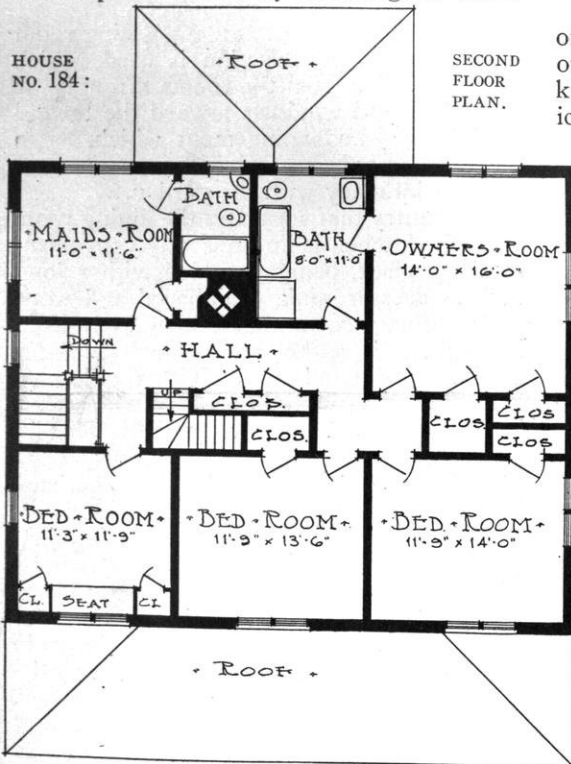 ROOF
HOUSE
NO. 184:
SECOND
FLOOR
PLAN.
BATH
MAID'S ROOM
11'-0" x 11'-6"
BATH
8'-0" x 11'-0"
OWNERS ROOM
14'-0" x 16'-0"
DOWN
HALL
UP
CLOS.
CLOS.
CLOS.
CLOS
CLOS
BED ROOM
11'-3" x 11'-9"
BED ROOM
11'-9" x 13'-6"
BED ROOM
11'-9" x 14'-0"
CL.
SEAT
CL
ROOF